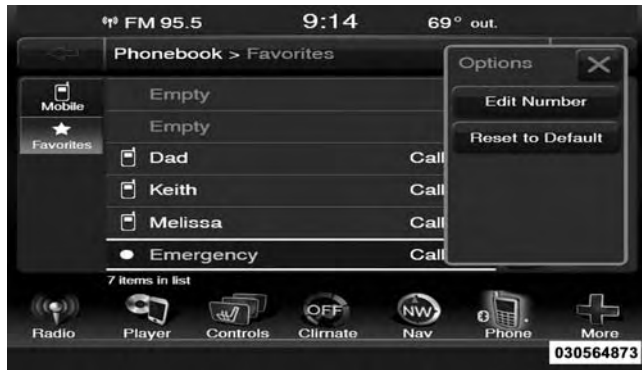 FM 95.5 9:14 69° out.
Phonebook > Favorites
Options
Mobile
Favorites
Empty
Empty
Dad Call
Keith Call
Melissa Call
Emergency Call
Edit Number
Reset to Default
7 items in list
OFF
NW
Radio Player Controls Climate Nav Phone More
030564873